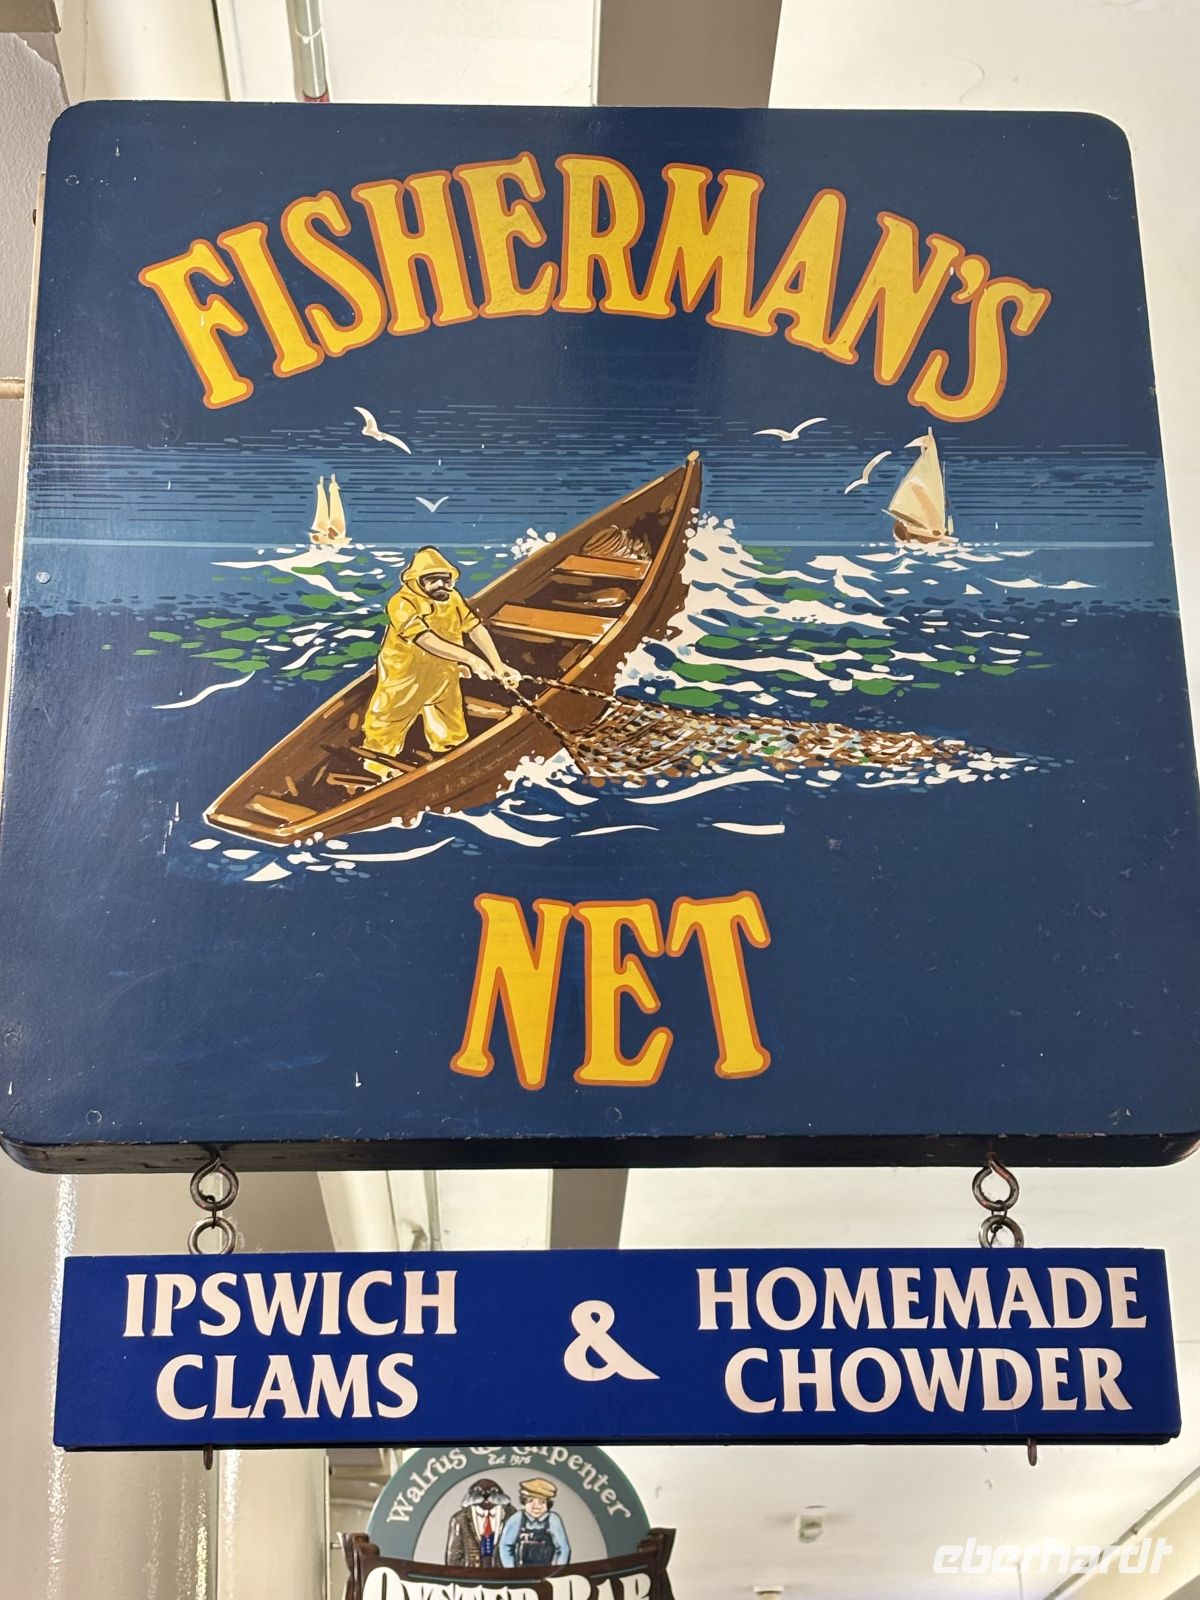 FISHERMAN'S
NET
IPSWICH
CLAMS
&
HOMEMADE
CHOWDER
Walrus & Carpenter
Est 1976
OYSTER BAR
eberhardt